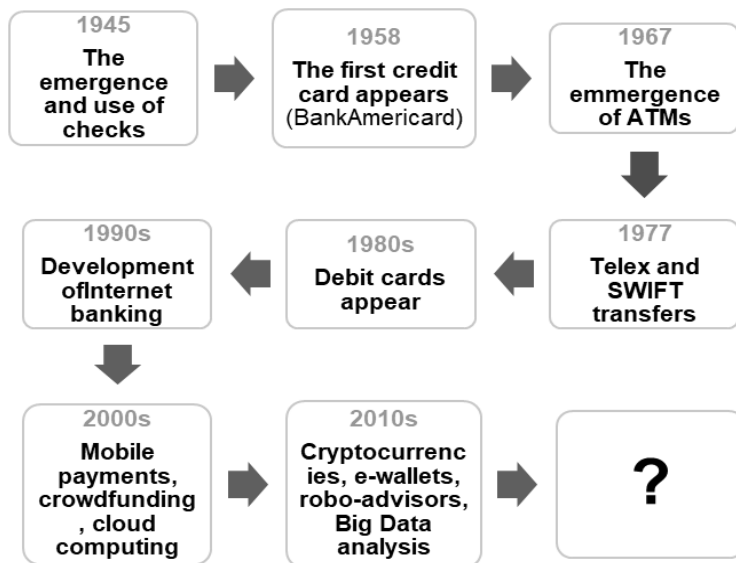 1945
The
emergence
and use of
checks
1958
The first credit
card appears
(BankAmericard)
1967
The
emmergence
of ATMs
1977
Telex and
SWIFT
transfers
1980s
Debit cards
appear
1990s
Development
ofInternet
banking
2000s
Mobile
payments,
crowdfunding
, cloud
computing
2010s
Cryptocurrenc
ies, e-wallets,
robo-advisors,
Big Data
analysis
?